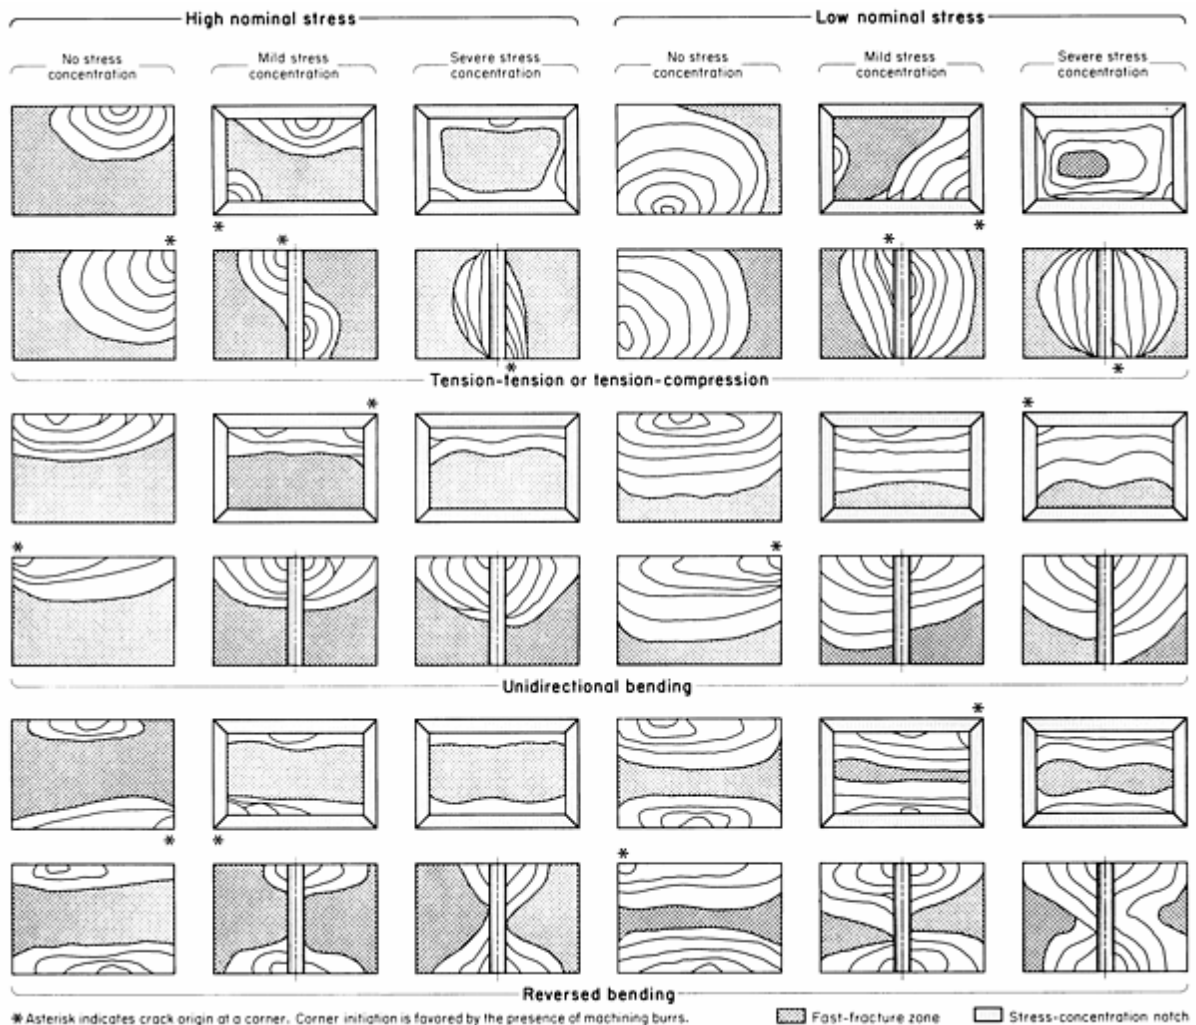 High nominal stress
Low nominal stress
No stress concentration
Mild stress concentration
Severe stress concentration
No stress concentration
Mild stress concentration
Severe stress concentration
* * * * *
*
*
Tension-tension or tension-compression
* *
* *
Unidirectional bending
*
* * *
Reversed bending
* Asterisk indicates crack origin at a corner. Corner initiation is favored by the presence of machining burrs.
Fast-fracture zone
Stress-concentration notch